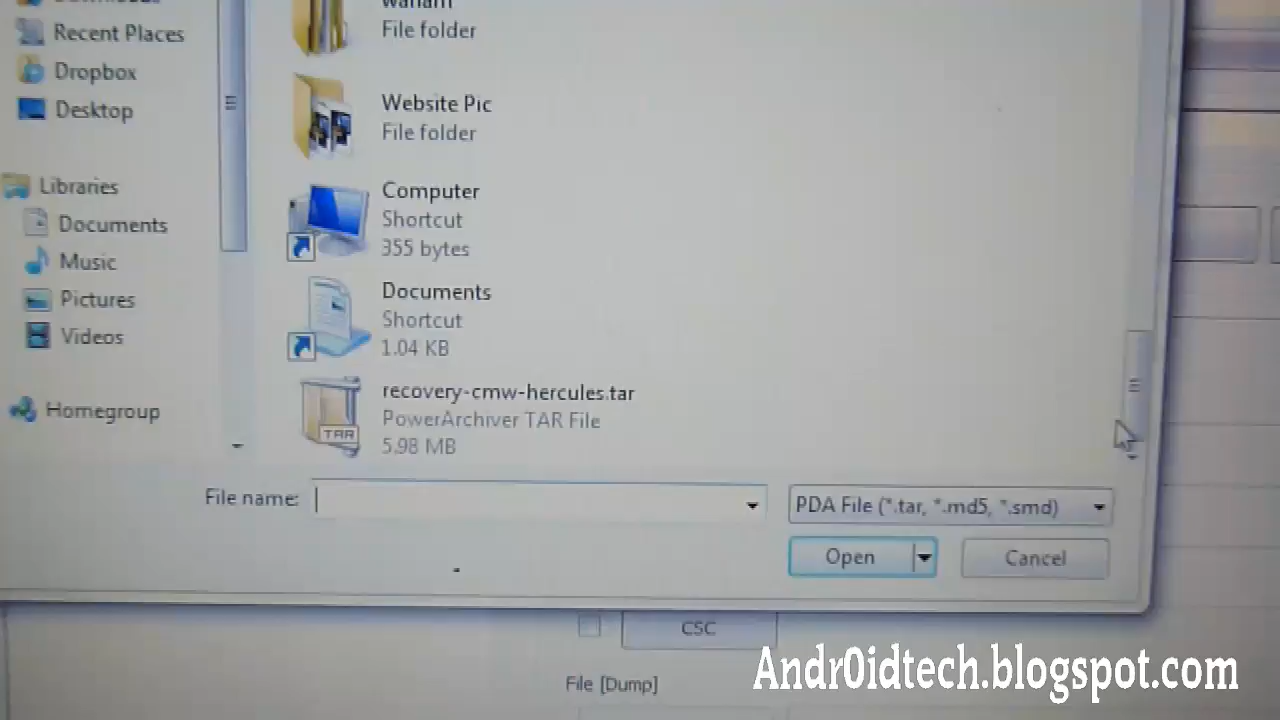 Recent Places
Dropbox
Desktop
Libraries
Documents
Music
Pictures
Videos
Homegroup
File folder
Website Pic
File folder
Computer
Shortcut
355 bytes
Documents
Shortcut
1.04 KB
recovery-cmw-hercules.tar
PowerArchiver TAR File
TAR
5.98 MB
File name:
PDA File (*.tar, *.md5, *.smd)
Open
Cancel
CSC
File [Dump]
Andr0idtech.blogspot.com